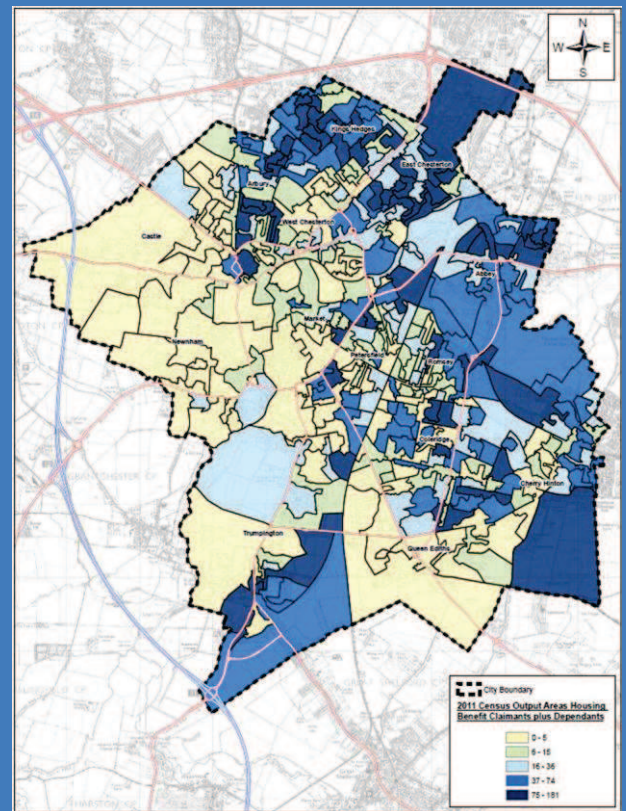 N
W E
S
Kings Hedges
East Chesterton
Arbury
West Chesterton
Castle
Abbey
Market
Newnham
Petersfield
Romsey
Coleridge
Cherry Hinton
Trumpington
Queen Ediths
City Boundary
2011 Census Output Areas Housing
Benefit Claimants plus Dependants
0 - 5
6 - 15
16 - 36
37 - 74
75 - 181